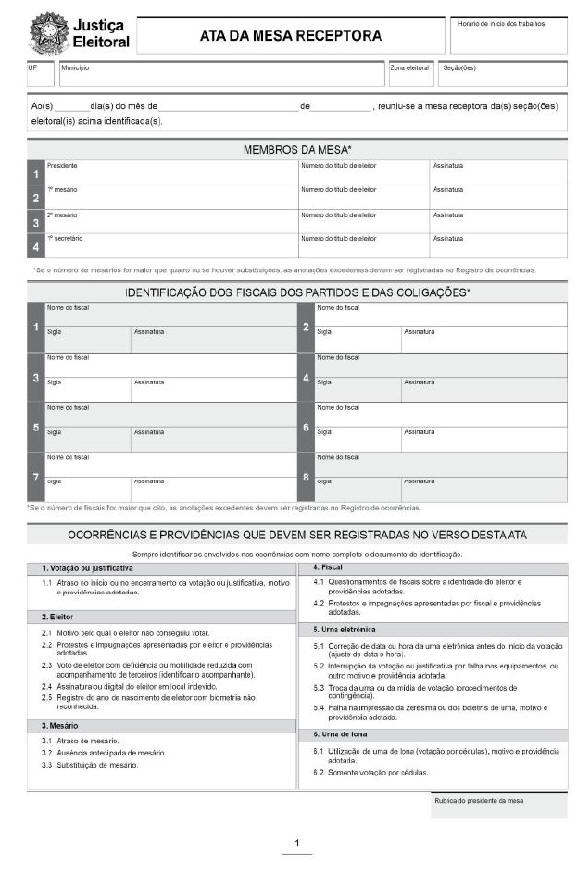 Justiça
Eleitoral
ATA DA MESA RECEPTORA
Horário de início dos trabalhos
UF
Município
Zona eleitoral
Seção(ões)
Ao(s) _______ dia(s) do mês de ____________________________ de ____________ , reuniu-se a mesa receptora da(s) seção(ões)
eleitoral(is) acima identificada(s).
MEMBROS DA MESA*
1 Presidente Número do título de eleitor Assinatura
2 1º mesário Número do título de eleitor Assinatura
3 2º mesário Número do título de eleitor Assinatura
4 1º secretário Número do título de eleitor Assinatura
*Se o número de mesários for maior que quatro ou se houver substituições, as anotações excedentes devem ser registradas no Registro de ocorrências.
IDENTIFICAÇÃO DOS FISCAIS DOS PARTIDOS E DAS COLIGAÇÕES*
1 Nome do fiscal
Sigla Assinatura
2 Nome do fiscal
Sigla Assinatura
3 Nome do fiscal
Sigla Assinatura
4 Nome do fiscal
Sigla Assinatura
5 Nome do fiscal
Sigla Assinatura
6 Nome do fiscal
Sigla Assinatura
7 Nome do fiscal
Sigla Assinatura
8 Nome do fiscal
Sigla Assinatura
*Se o número de fiscais for maior que oito, as anotações excedentes devem ser registradas no Registro de ocorrências.
OCORRÊNCIAS E PROVIDÊNCIAS QUE DEVEM SER REGISTRADAS NO VERSO DESTA ATA
Sempre identificar os envolvidos nas ocorrências com nome completo e documento de identificação.
1. Votação ou justificativa
1.1 Atraso no início ou no encerramento da votação ou justificativa, motivo
e providências adotadas.
2. Eleitor
2.1 Motivo pelo qual o eleitor não conseguiu votar.
2.2 Protestos e impugnações apresentadas por eleitor e providências
adotadas.
2.3 Voto de eleitor com deficiência ou mobilidade reduzida com
acompanhamento de terceiros (identificar o acompanhante).
2.4 Assinatura ou digital do eleitor em local indevido.
2.5 Registro do ano de nascimento de eleitor com biometria não
reconhecida.
3. Mesário
3.1 Atraso de mesário.
3.2 Ausência antecipada de mesário.
3.3 Substituição de mesário.
4. Fiscal
4.1 Questionamentos de fiscais sobre a identidade do eleitor e
providências adotadas.
4.2 Protestos e impugnações apresentadas por fiscal e providências
adotadas.
5. Urna eletrônica
5.1 Correção de data ou hora da urna eletrônica antes do início da votação
(ajuste da data e hora).
5.2 Interrupção da votação ou justificativa por falha nos equipamentos, ou
outro motivo e providência adotada.
5.3 Troca da urna ou da mídia de votação (procedimentos de
contingência).
5.4 Falha na impressão da zerésima ou dos boletins de urna, motivo e
providência adotada.
6. Urna de lona
6.1 Utilização de urna de lona (votação por cédulas), motivo e providência
adotada.
6.2 Somente votação por cédulas.
Rubrica do presidente da mesa
1